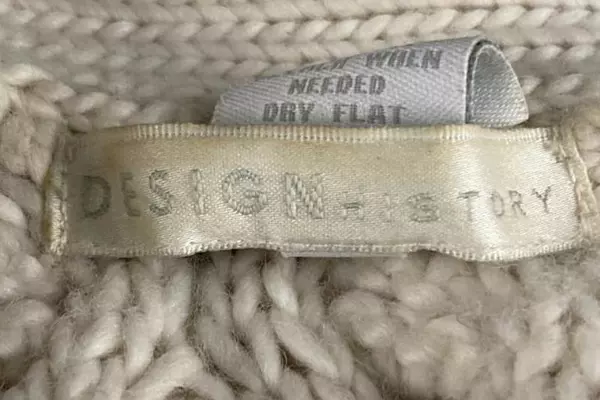 WHEN
NEEDED
DRY FLAT
DESIGN HISTORY